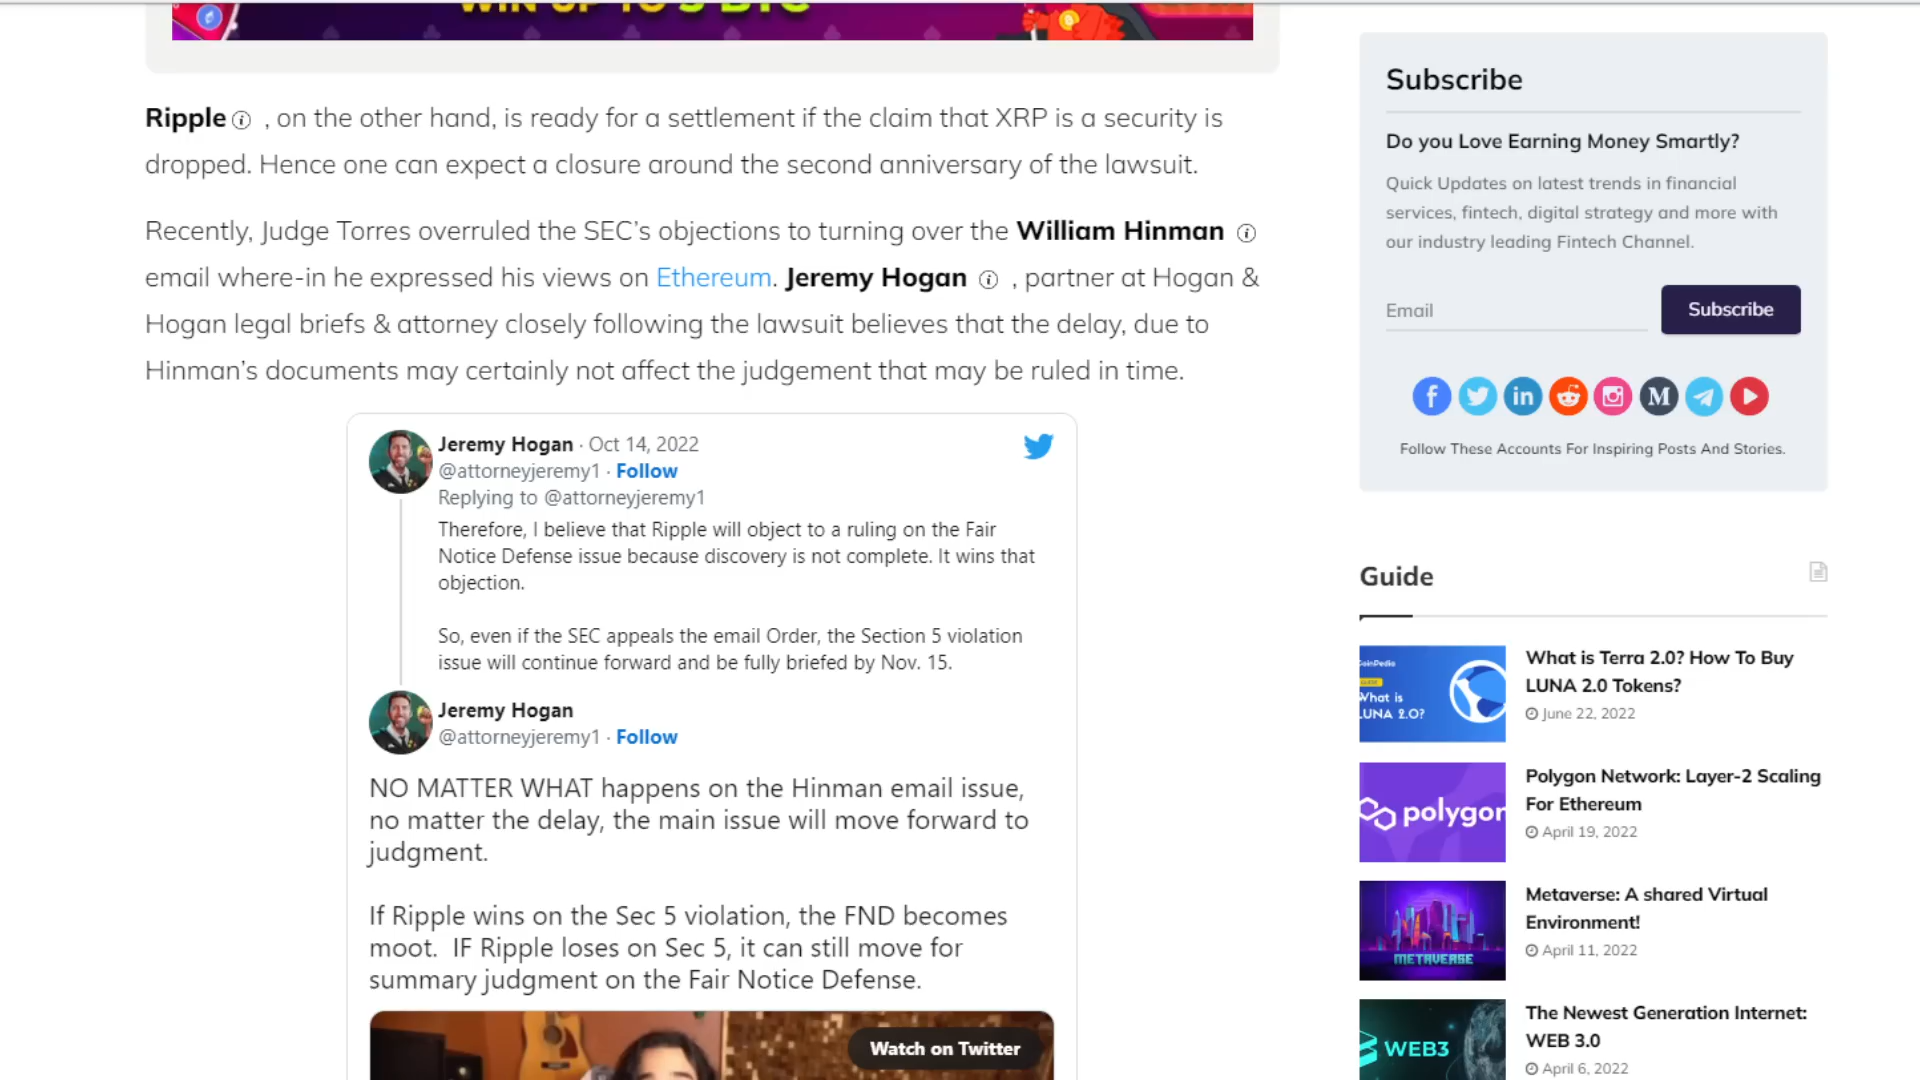 WIN UP TO 5 BTC
Ripple , on the other hand, is ready for a settlement if the claim that XRP is a security is
dropped. Hence one can expect a closure around the second anniversary of the lawsuit.
Recently, Judge Torres overruled the SEC’s objections to turning over the William Hinman
email where-in he expressed his views on Ethereum. Jeremy Hogan , partner at Hogan &
Hogan legal briefs & attorney closely following the lawsuit believes that the delay, due to
Hinman’s documents may certainly not affect the judgement that may be ruled in time.
Jeremy Hogan · Oct 14, 2022
@attorneyjeremy1 · Follow
Replying to @attorneyjeremy1
Therefore, I believe that Ripple will object to a ruling on the Fair
Notice Defense issue because discovery is not complete. It wins that
objection.
So, even if the SEC appeals the email Order, the Section 5 violation
issue will continue forward and be fully briefed by Nov. 15.
Jeremy Hogan
@attorneyjeremy1 · Follow
NO MATTER WHAT happens on the Hinman email issue,
no matter the delay, the main issue will move forward to
judgment.
If Ripple wins on the Sec 5 violation, the FND becomes
moot. IF Ripple loses on Sec 5, it can still move for
summary judgment on the Fair Notice Defense.
Watch on Twitter
Subscribe
Do you Love Earning Money Smartly?
Quick Updates on latest trends in financial
services, fintech, digital strategy and more with
our industry leading Fintech Channel.
Email
Subscribe
Follow These Accounts For Inspiring Posts And Stories.
Guide
CoinPedia
What is
LUNA 2.0?
What is Terra 2.0? How To Buy
LUNA 2.0 Tokens?
June 22, 2022
polygon
Polygon Network: Layer-2 Scaling
For Ethereum
April 19, 2022
METAVERSE
Metaverse: A shared Virtual
Environment!
April 11, 2022
WEB3
The Newest Generation Internet:
WEB 3.0
April 6, 2022